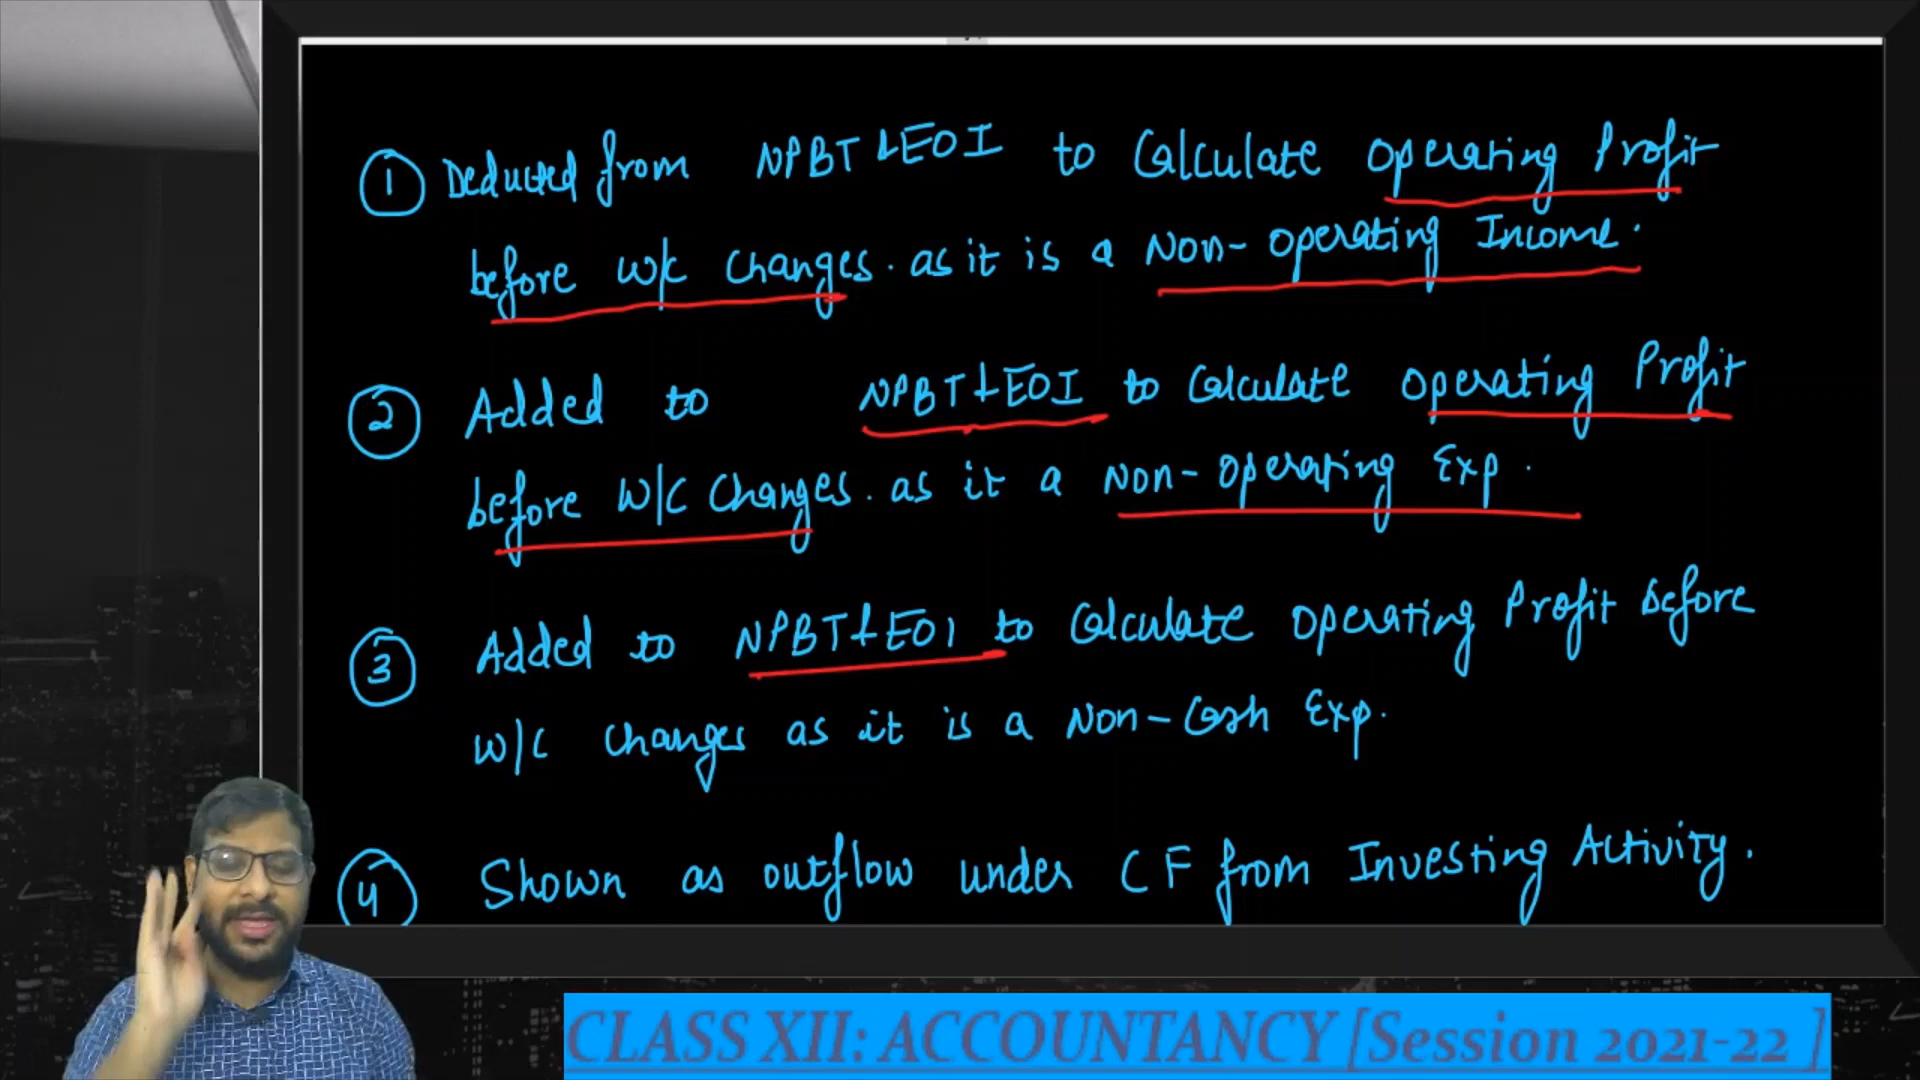 ① Deducted from NPBT&EOI to Calculate Operating Profit
before W/C Changes. as it is a Non-Operating Income.
② Added to NPBT&EOI to Calculate Operating Profit
before W/C Changes. as it a Non-Operating Exp.
③ Added to NPBT&EOI to Calculate Operating Profit before
W/C Changes as it is a Non-Cash Exp.
④ Shown as outflow under CF from Investing Activity.
CLASS XII: ACCOUNTANCY [Session 2021-22 ]